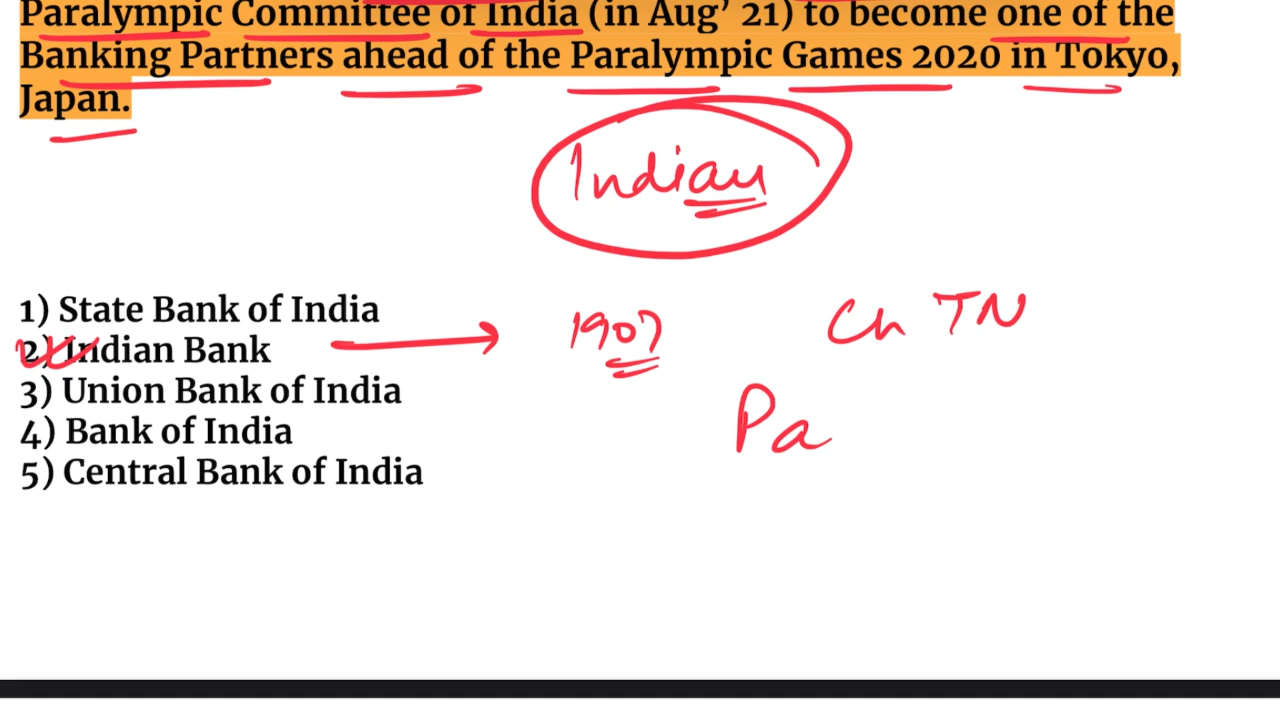 Paralympic Committee of India (in Aug' 21) to become one of the
Banking Partners ahead of the Paralympic Games 2020 in Tokyo,
Japan.
Indian
1) State Bank of India
2) Indian Bank
1907
Ch TN
3) Union Bank of India
4) Bank of India
Pa
5) Central Bank of India